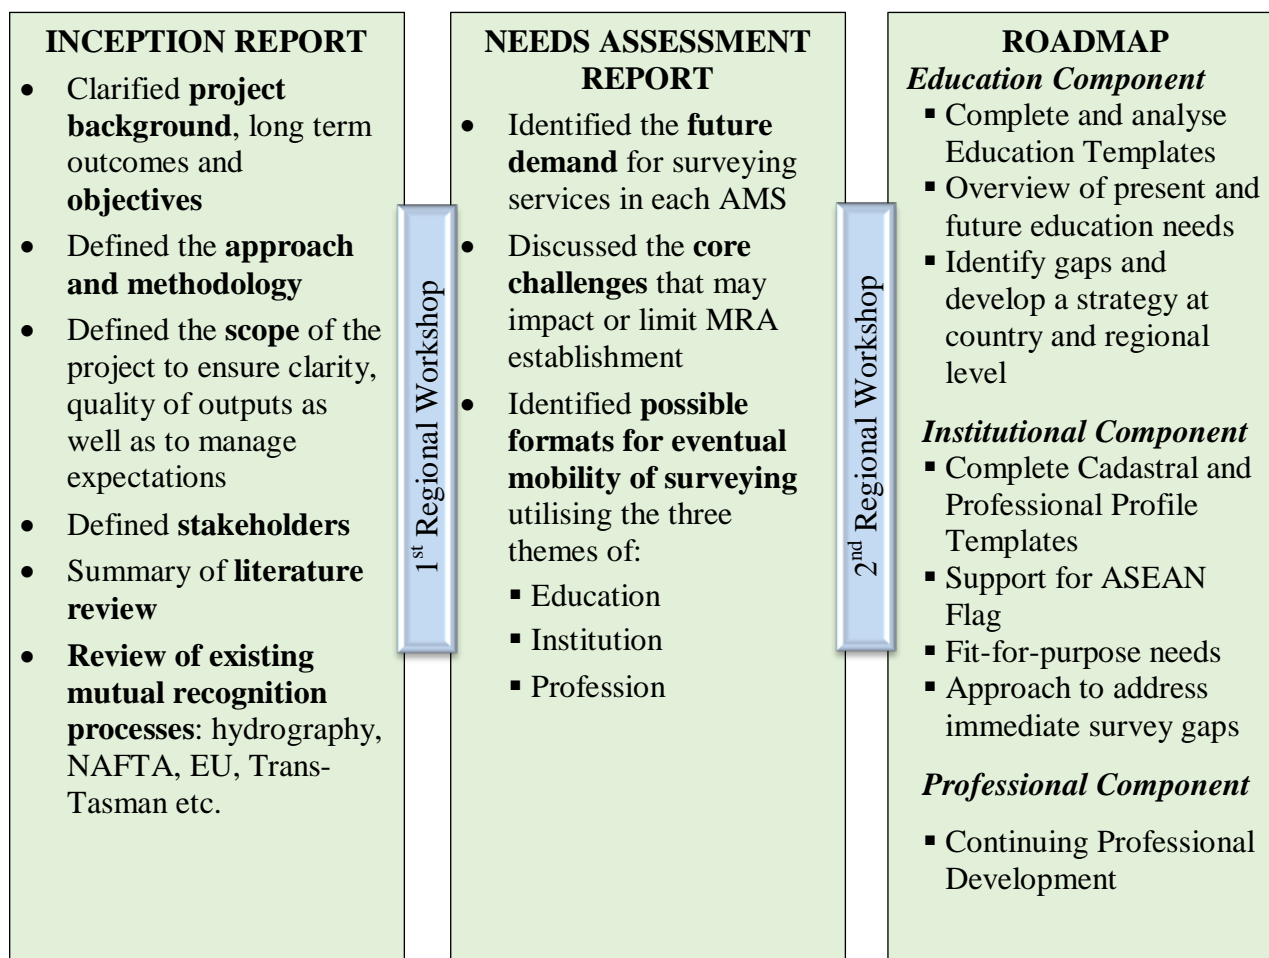 INCEPTION REPORT
• Clarified project
background, long term
outcomes and
objectives
• Defined the approach
and methodology
• Defined the scope of the
project to ensure clarity,
quality of outputs as
well as to manage
expectations
• Defined stakeholders
• Summary of literature
review
• Review of existing
mutual recognition
processes: hydrography,
NAFTA, EU, Trans-
Tasman etc.
1st Regional Workshop
NEEDS ASSESSMENT
REPORT
• Identified the future
demand for surveying
services in each AMS
• Discussed the core
challenges that may
impact or limit MRA
establishment
• Identified possible
formats for eventual
mobility of surveying
utilising the three
themes of:
▪ Education
▪ Institution
▪ Profession
2nd Regional Workshop
ROADMAP
Education Component
▪ Complete and analyse
Education Templates
▪ Overview of present and
future education needs
▪ Identify gaps and
develop a strategy at
country and regional
level
Institutional Component
▪ Complete Cadastral and
Professional Profile
Templates
▪ Support for ASEAN
Flag
▪ Fit-for-purpose needs
▪ Approach to address
immediate survey gaps
Professional Component
▪ Continuing Professional
Development